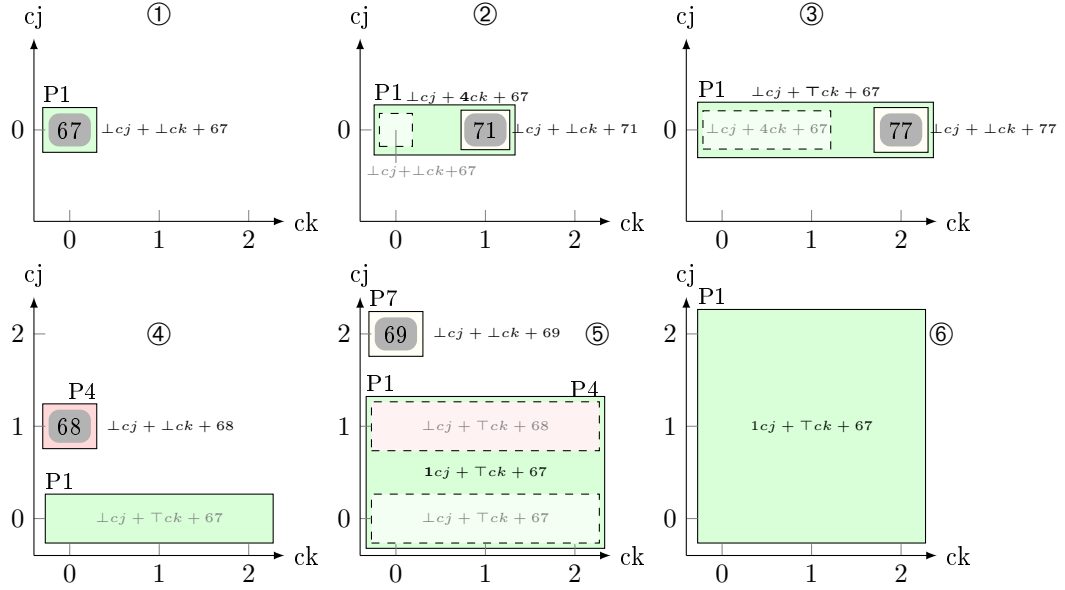 cj ①
P1
0 67 ⊥cj + ⊥ck + 67
0 1 2 ck
cj ②
P1 ⊥cj + 4ck + 67
0 71 ⊥cj + ⊥ck + 71
⊥cj+⊥ck+67
0 1 2 ck
cj ③
P1 ⊥cj + ⊤ck + 67
0 ⊥cj + 4ck + 67 77 ⊥cj + ⊥ck + 77
0 1 2 ck
cj
2 ④
P4
1 68 ⊥cj + ⊥ck + 68
P1
0 ⊥cj + ⊤ck + 67
0 1 2 ck
cj
P7
2 69 ⊥cj + ⊥ck + 69 ⑤
P1 P4
1 ⊥cj + ⊤ck + 68
1cj + ⊤ck + 67
0 ⊥cj + ⊤ck + 67
0 1 2 ck
cj
P1
2 ⑥
1 1cj + ⊤ck + 67
0
0 1 2 ck